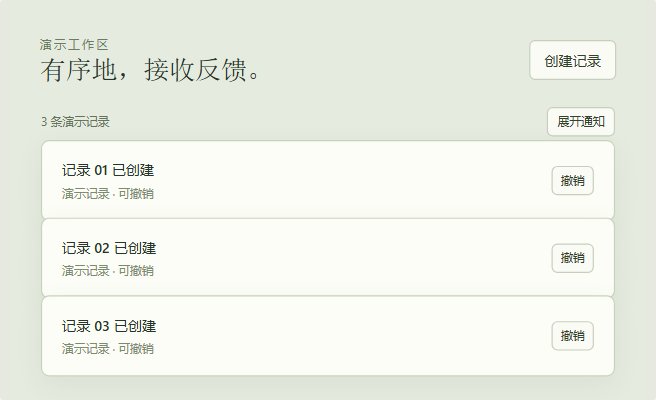 演示工作区
有序地，接收反馈。
创建记录
3 条演示记录
展开通知
记录 01 已创建
演示记录 · 可撤销
撤销
记录 02 已创建
演示记录 · 可撤销
撤销
记录 03 已创建
演示记录 · 可撤销
撤销